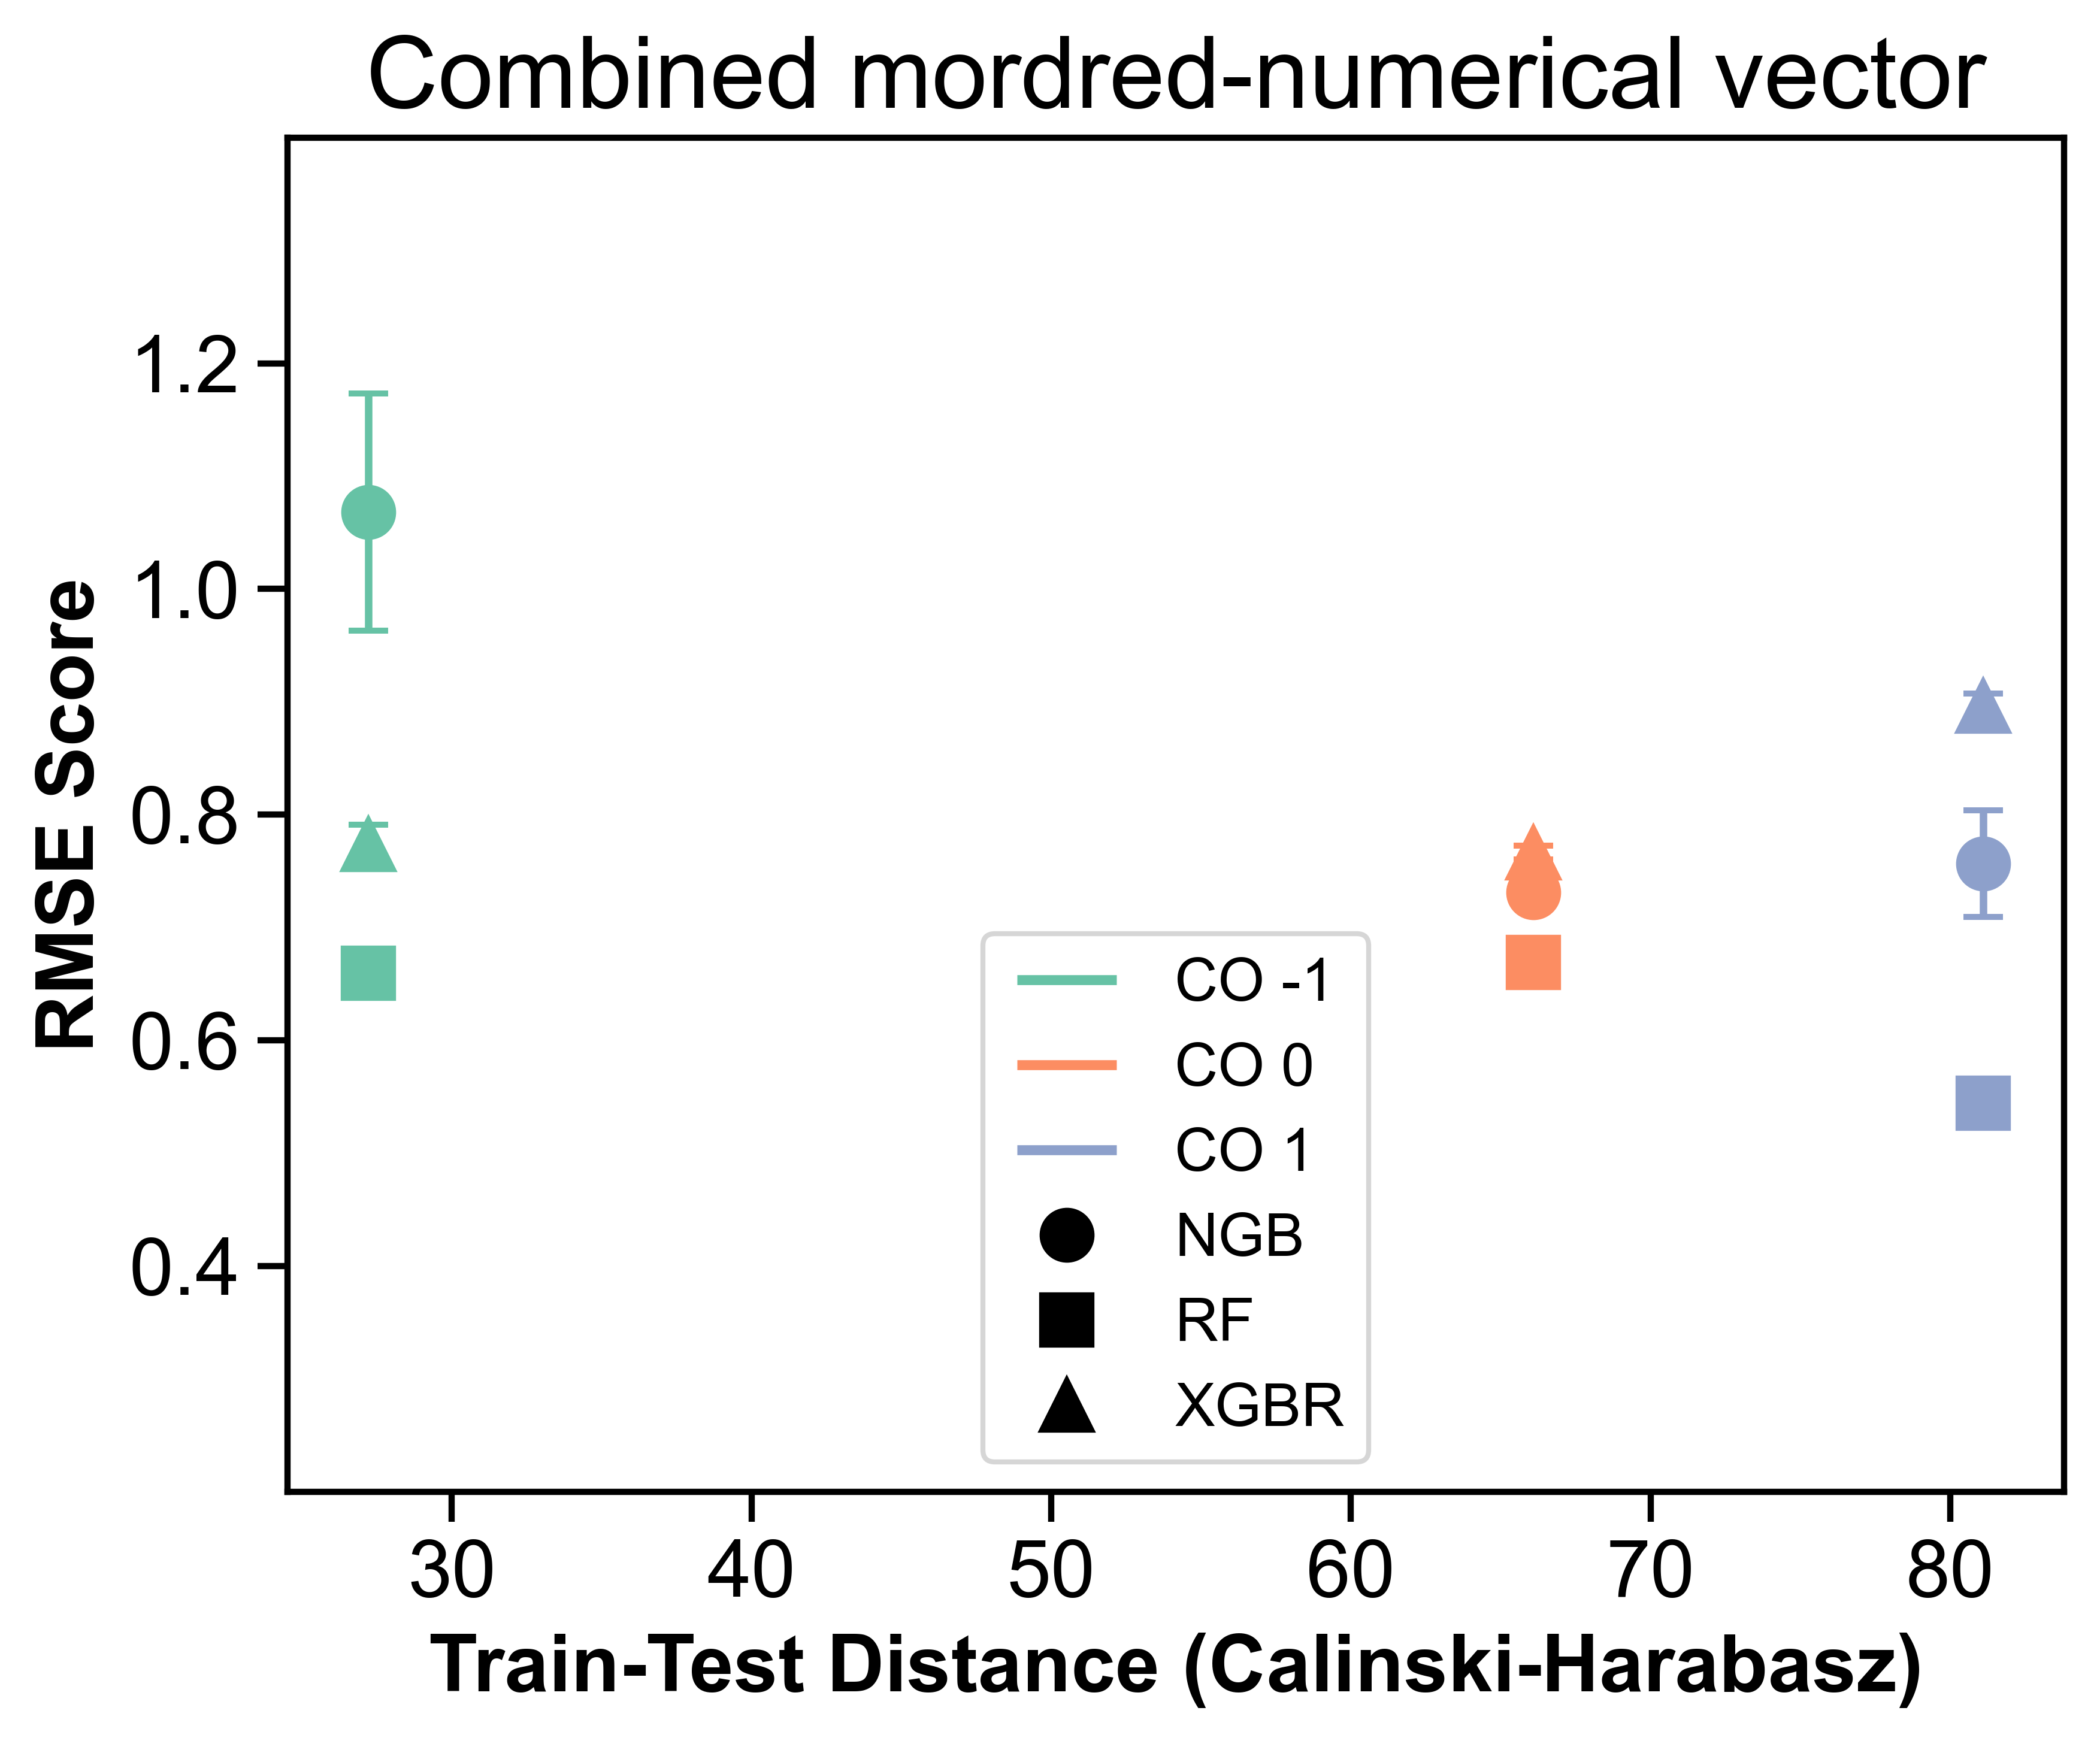 Combined mordred-numerical vector
RMSE Score
1.2
1.0
0.8
0.6
0.4
CO -1
CO 0
CO 1
NGB
RF
XGBR
30 40 50 60 70 80
Train-Test Distance (Calinski-Harabasz)